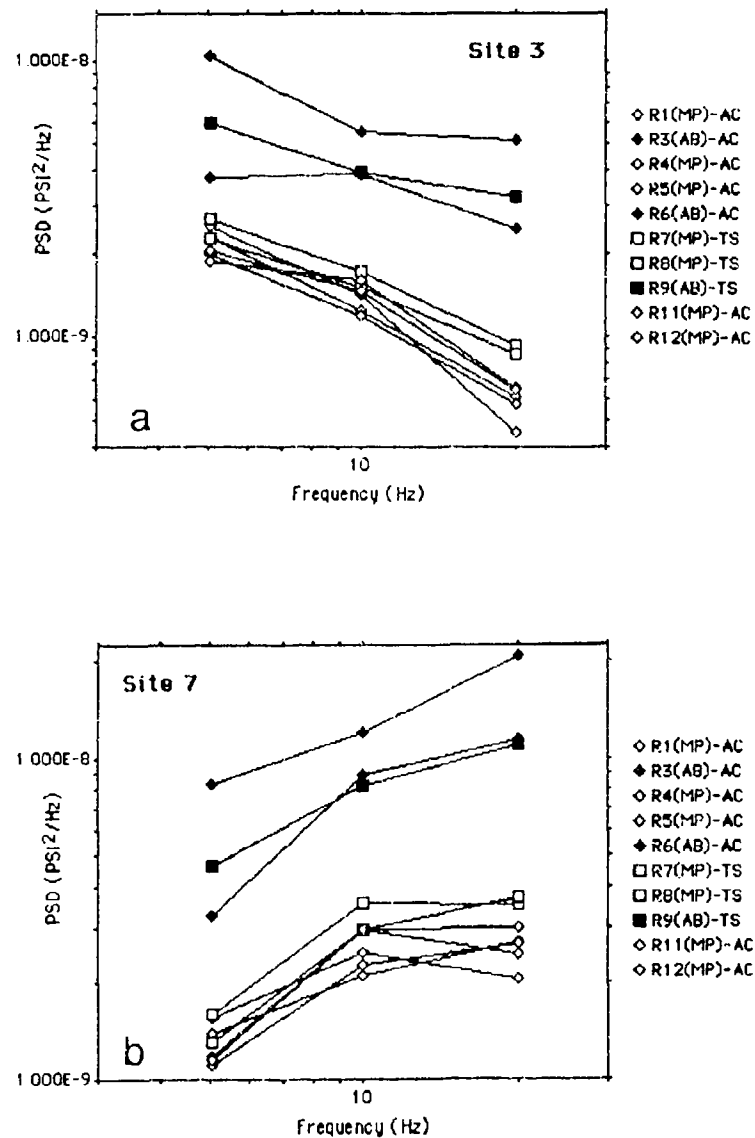 Site 3
1.000E-8
PSD (PSI²/Hz)
1.000E-9
a
10
Frequency (Hz)
R1(MP)-AC
R3(AB)-AC
R4(MP)-AC
R5(MP)-AC
R6(AB)-AC
R7(MP)-TS
R8(MP)-TS
R9(AB)-TS
R11(MP)-AC
R12(MP)-AC
Site 7
1 000E-8
PSD (PSI²/Hz)
1 000E-9
b
10
Frequency (Hz)
R1(MP)-AC
R3(AB)-AC
R4(MP)-AC
R5(MP)-AC
R6(AB)-AC
R7(MP)-TS
R8(MP)-TS
R9(AB)-TS
R11(MP)-AC
R12(MP)-AC